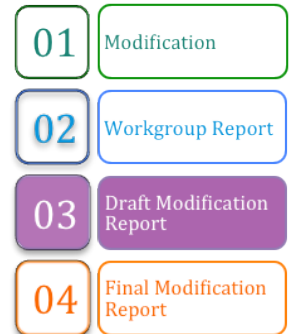 01 Modification
02 Workgroup Report
03 Draft Modification
Report
04 Final Modification
Report